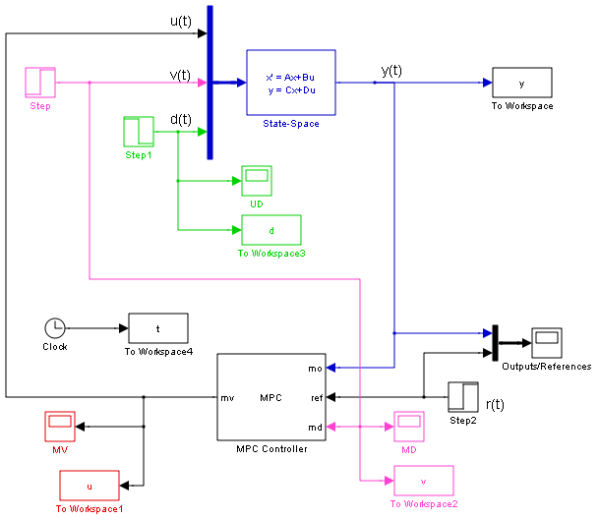 u(t)
v(t)
d(t)
Step
Step1
x' = Ax+Bu
y = Cx+Du
State-Space
y(t)
y
To Workspace
UD
d
To Workspace3
Clock
t
To Workspace4
mv
MPC
mo
ref
md
MPC Controller
Outputs/References
Step2
r(t)
MV
u
To Workspace1
MD
v
To Workspace2